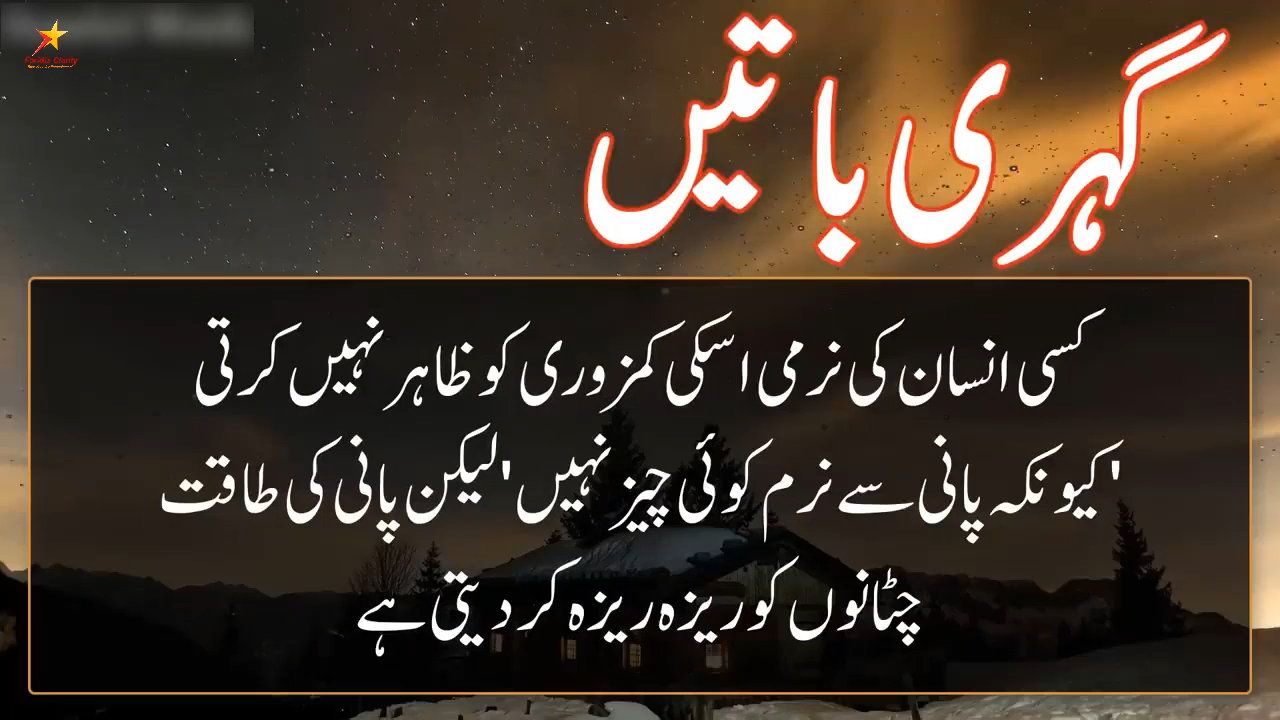 گہری باتیں
کسی انسان کی نرمی اسکی کمزوری کو ظاہر نہیں کرتی
'کیونکہ پانی سے نرم کوئی چیز نہیں' لیکن پانی کی طاقت
چٹانوں کو ریزہ ریزہ کر دیتی ہے